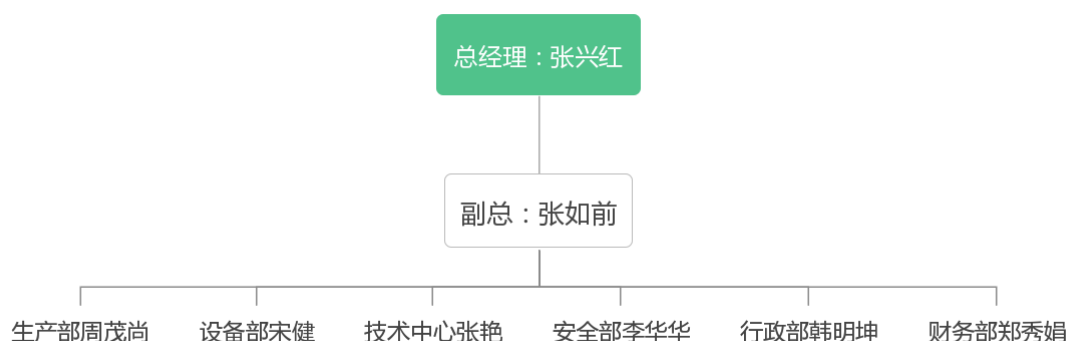 总经理：张兴红
副总：张如前
生产部周茂尚
设备部宋健
技术中心张艳
安全部李华华
行政部韩明坤
财务部郑秀娟